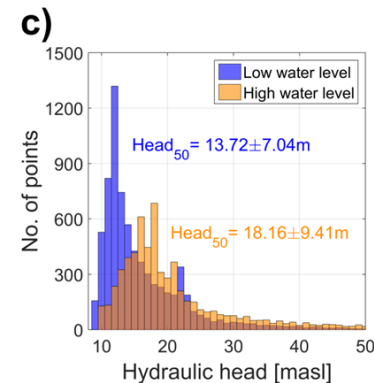 c)
1500
Low water level
High water level
1200
Head50= 13.72±7.04m
900
No. of points
600
Head50= 18.16±9.41m
300
0
10 20 30 40 50
Hydraulic head [masl]